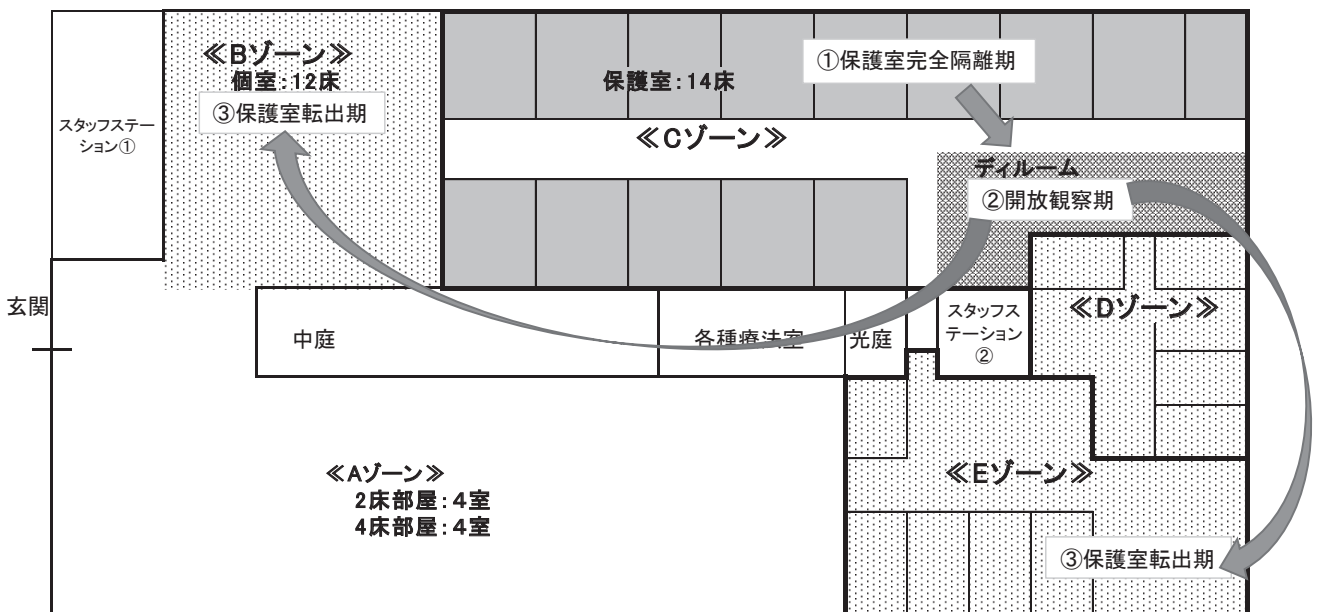 ≪Bゾーン≫
個室:12床
③保護室転出期
スタッフステー
ション①
保護室:14床
①保護室完全隔離期
≪Cゾーン≫
ディルーム
②開放観察期
玄関
中庭
各種療法室
光庭
スタッフス
テーション
②
≪Dゾーン≫
≪Aゾーン≫
2床部屋:4室
4床部屋:4室
≪Eゾーン≫
③保護室転出期